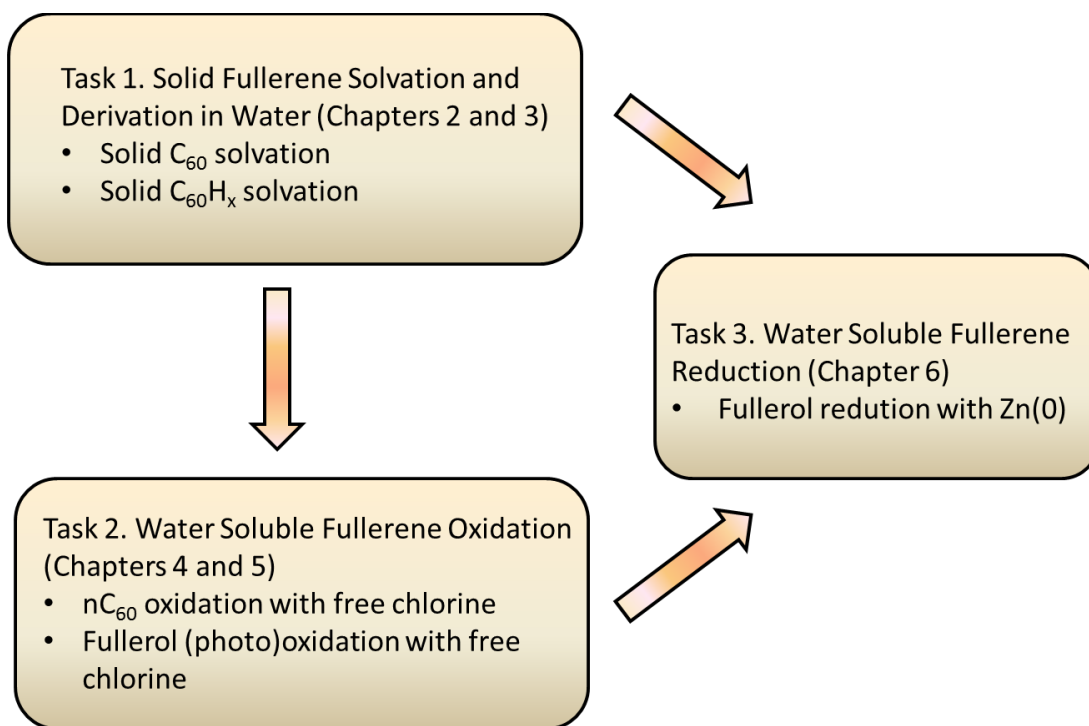 Task 1. Solid Fullerene Solvation and
Derivation in Water (Chapters 2 and 3)
• Solid C₆₀ solvation
• Solid C₆₀Hₓ solvation
Task 2. Water Soluble Fullerene Oxidation
(Chapters 4 and 5)
• nC₆₀ oxidation with free chlorine
• Fullerol (photo)oxidation with free
chlorine
Task 3. Water Soluble Fullerene
Reduction (Chapter 6)
• Fullerol redution with Zn(0)